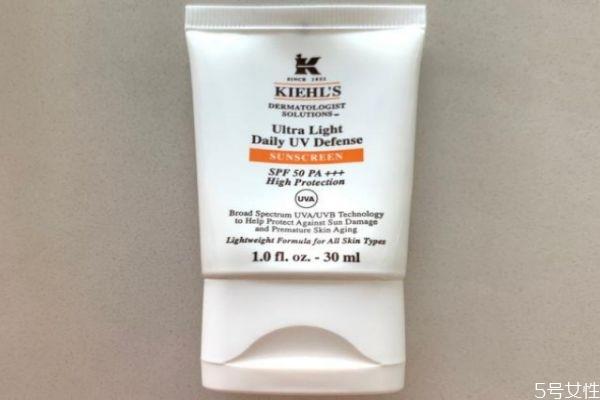 K
SINCE 1851
KIEHL'S
DERMATOLOGIST
SOLUTIONS™
Ultra Light
Daily UV Defense
SUNSCREEN
SPF 50 PA +++
High Protection
UVA
Broad Spectrum UVA/UVB Technology
to Help Protect Against Sun Damage
and Premature Skin Aging
Lightweight Formula for All Skin Types
1.0 fl. oz. - 30 ml
5号女性